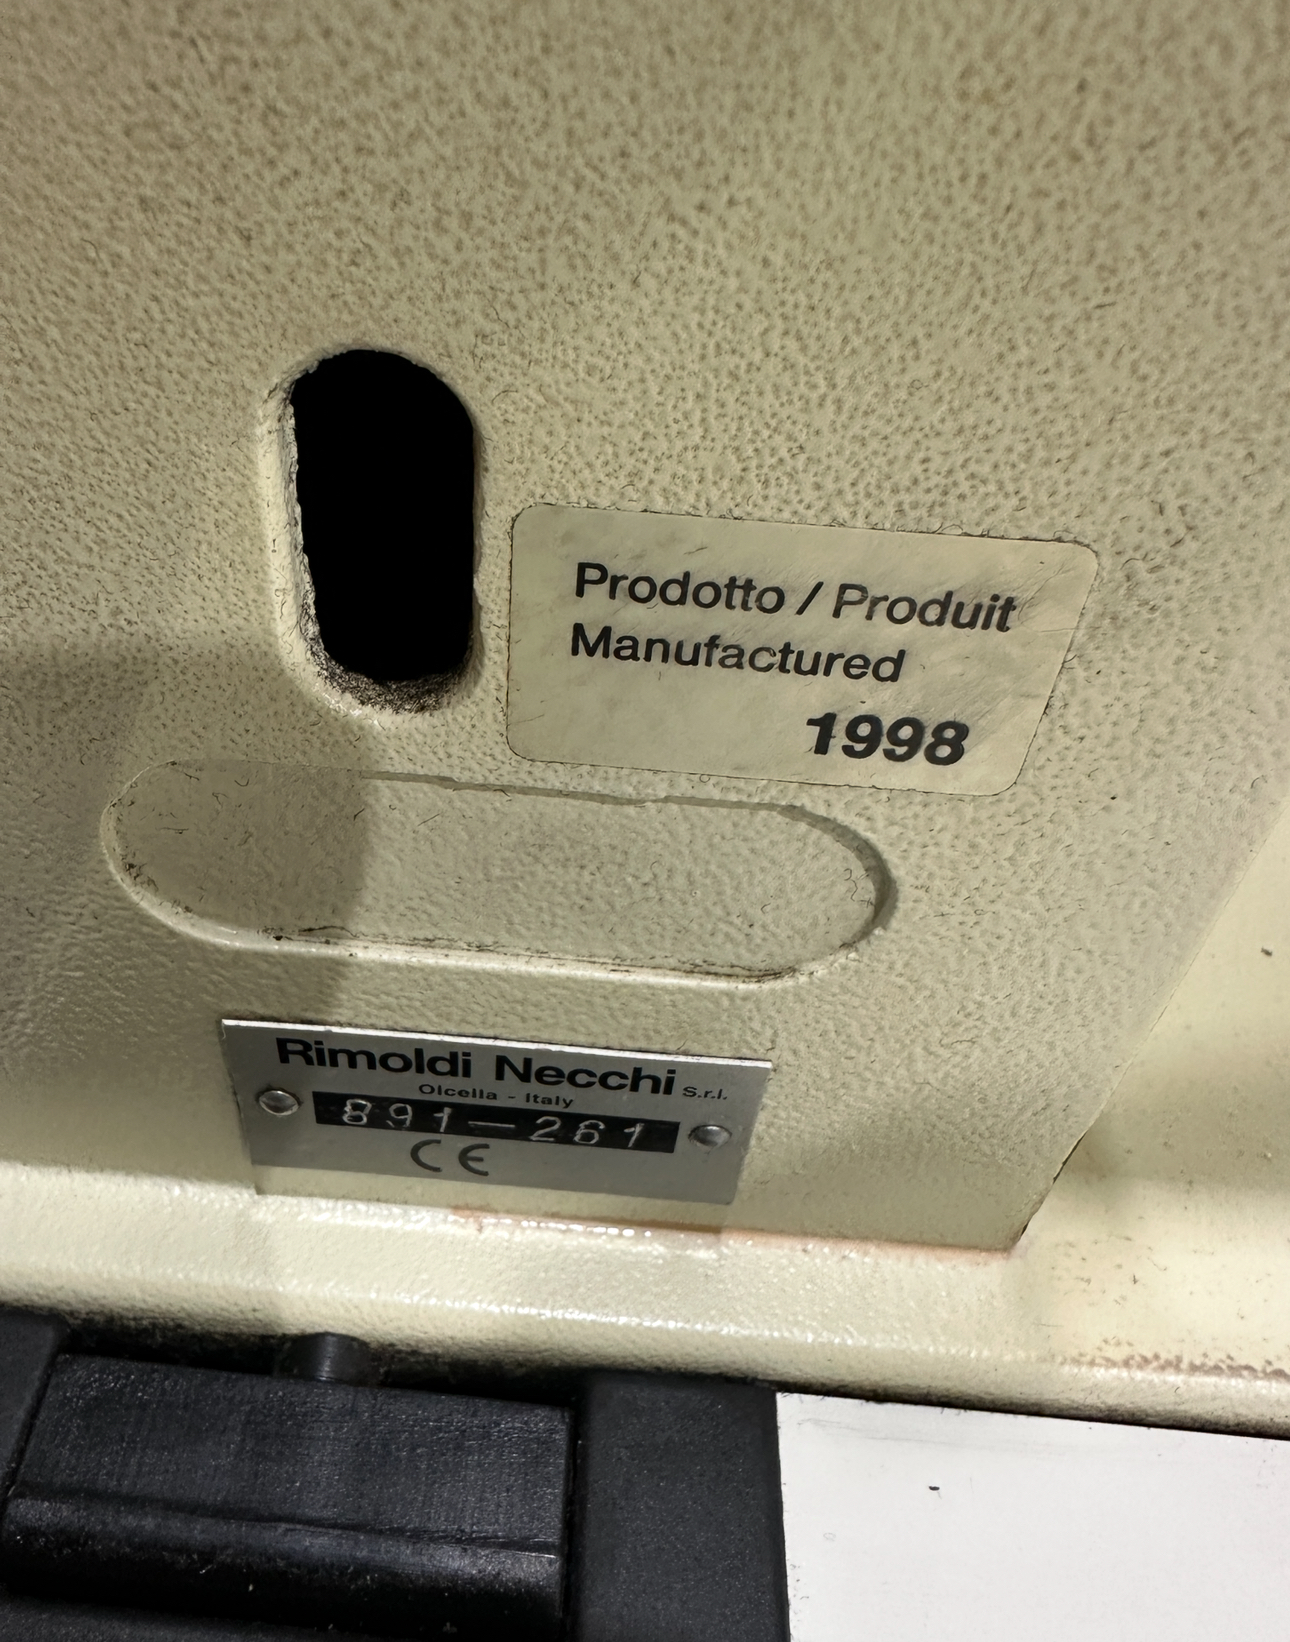 Prodotto / Produit
Manufactured
1998
Rimoldi Necchi s.r.l.
Olcella - Italy
891-261
CE